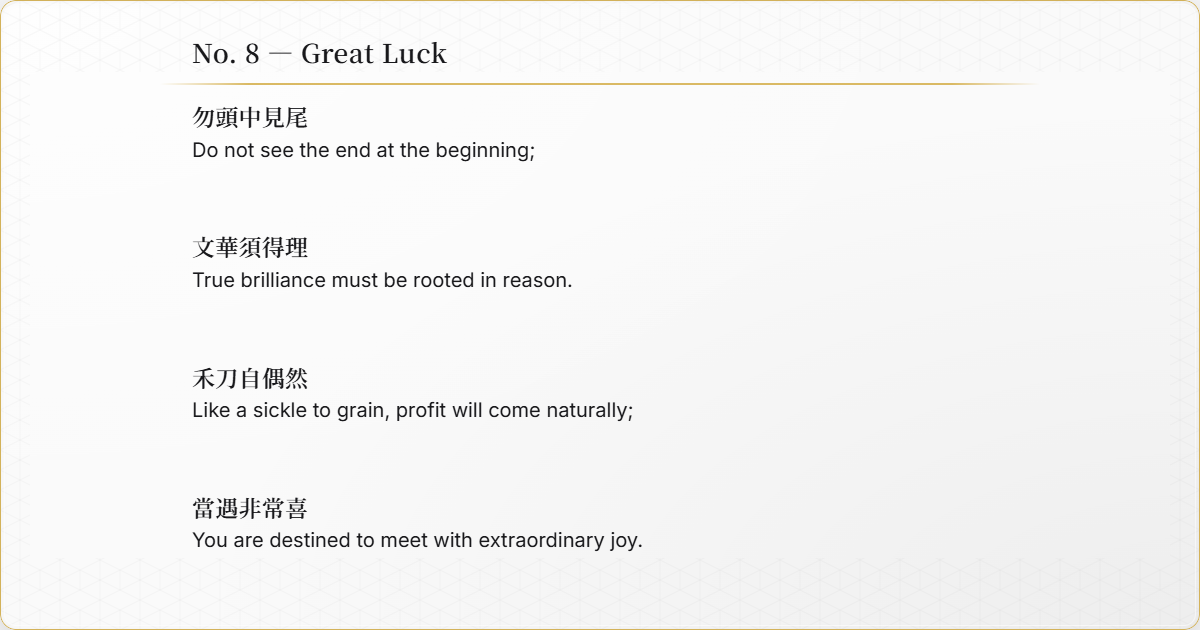 No. 8 — Great Luck
勿頭中見尾
Do not see the end at the beginning;
文華須得理
True brilliance must be rooted in reason.
禾刀自偶然
Like a sickle to grain, profit will come naturally;
當遇非常喜
You are destined to meet with extraordinary joy.